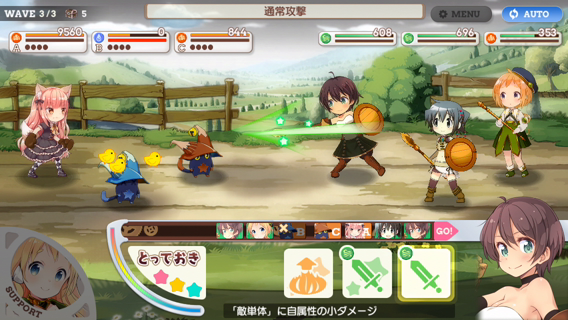 WAVE 3/3 5
通常攻撃
MENU
AUTO
9560 0 844 608 696 353
A B C
B C A GO!
とっておき
SUPPORT
「敵単体」に自属性の小ダメージ